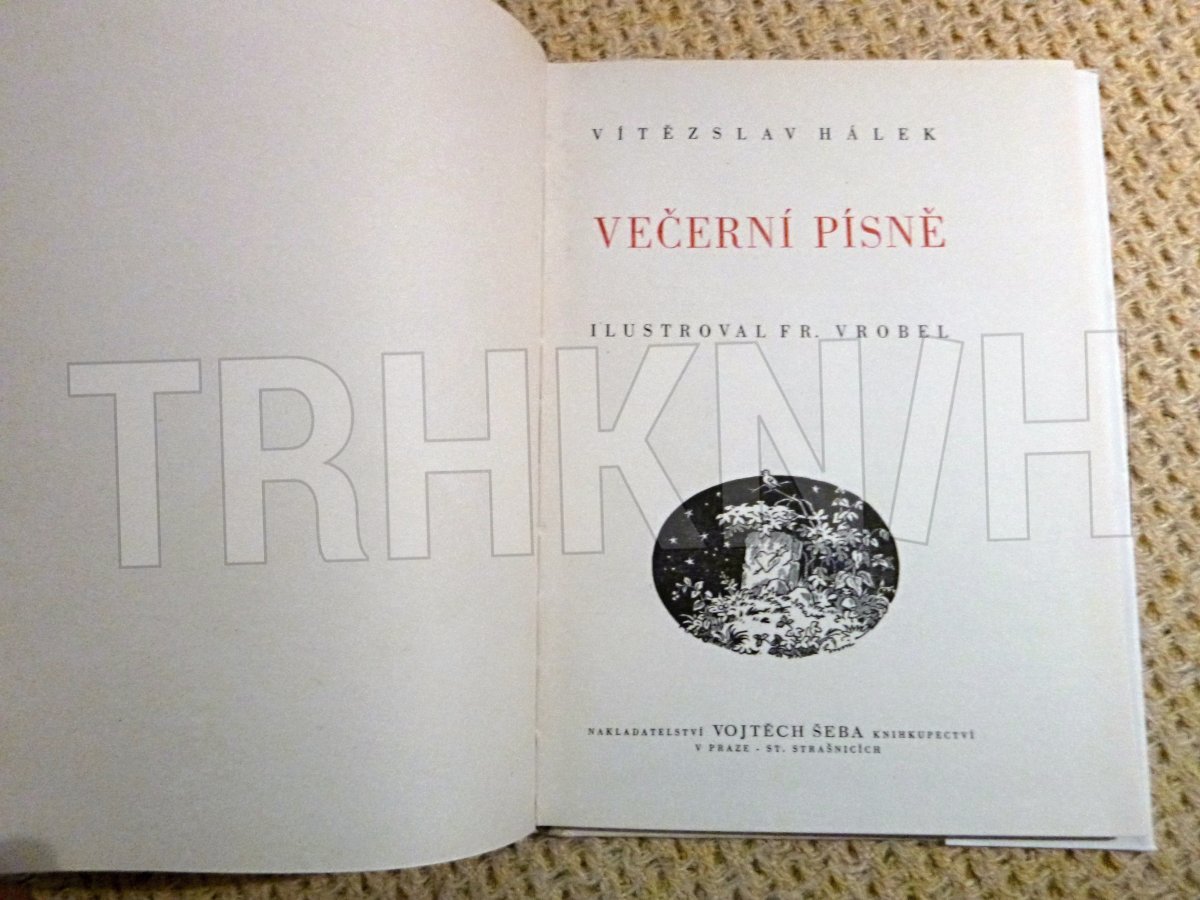 VÍTĚZSLAV HÁLEK
VEČERNÍ PÍSNĚ
ILUSTROVAL FR. VROBEL
TRHKNIH
NAKLADATELSTVÍ VOJTĚCH ŠEBA KNIHKUPECTVÍ
V PRAZE - ST. STRAŠNICÍCH